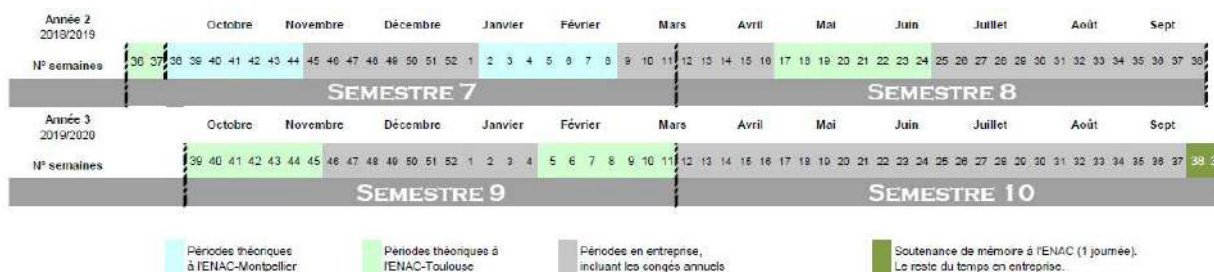 Année 2
2018/2019
Octobre Novembre Décembre Janvier Février Mars Avril Mai Juin Juillet Août Sept
N° semaines
36 37 38 39 40 41 42 43 44 45 46 47 48 49 50 51 52 1 2 3 4 5 6 7 8 9 10 11 12 13 14 15 16 17 18 19 20 21 22 23 24 25 26 27 28 29 30 31 32 33 34 35 36 37 38
SEMESTRE 7 SEMESTRE 8
Année 3
2019/2020
Octobre Novembre Décembre Janvier Février Mars Avril Mai Juin Juillet Août Sept
N° semaines
39 40 41 42 43 44 45 46 47 48 49 50 51 52 1 2 3 4 5 6 7 8 9 10 11 12 13 14 15 16 17 18 19 20 21 22 23 24 25 26 27 28 29 30 31 32 33 34 35 36 37 38
SEMESTRE 9 SEMESTRE 10
Périodes théoriques
à l'ENAC-Montpellier
Périodes théoriques à
l'ENAC-Toulouse
Périodes en entreprise,
incluant les congés annuels
Soutenance de mémoire à l'ENAC (1 journée).
Le reste du temps en entreprise.